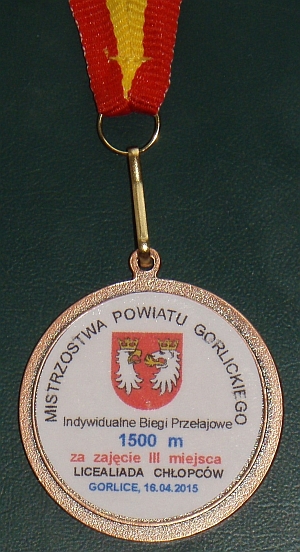 MISTRZOSTWA POWIATU GORLICKIEGO
Indywidualne Biegi Przełajowe
1500 m
za zajęcie III miejsca
LICEALIADA CHŁOPCÓW
GORLICE, 16.04.2015